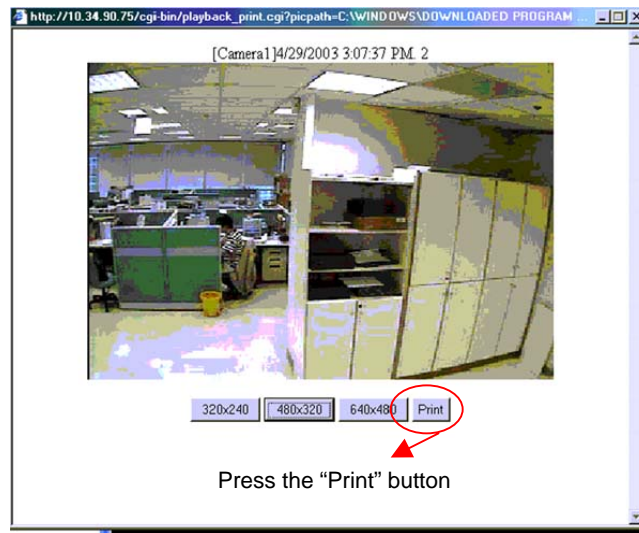 http://10.34.90.75/cgi-bin/playback_print.cgi?picpath=C:\WINDOWS\DOWNLOADED PROGRAM ...
[Camera1]4/29/2003 3:07:37 PM. 2
320x240 480x320 640x480 Print
Press the “Print” button